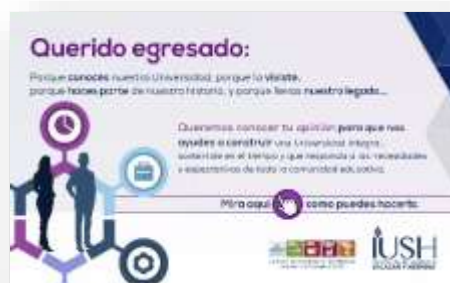 Querido egresado:
Porque conocés nuestra Universidad, porque la viviste,
porque haces parte de nuestra historia, y porque llevas nuestro legado...
Queremos conocer tu opinión para que nos
ayudes a construir una Universidad íntegra,
sostenible en el tiempo y que responda a las necesidades
y expectativas de toda la comunidad educativa.
Mira aquí como puedes hacerlo.
IUSH